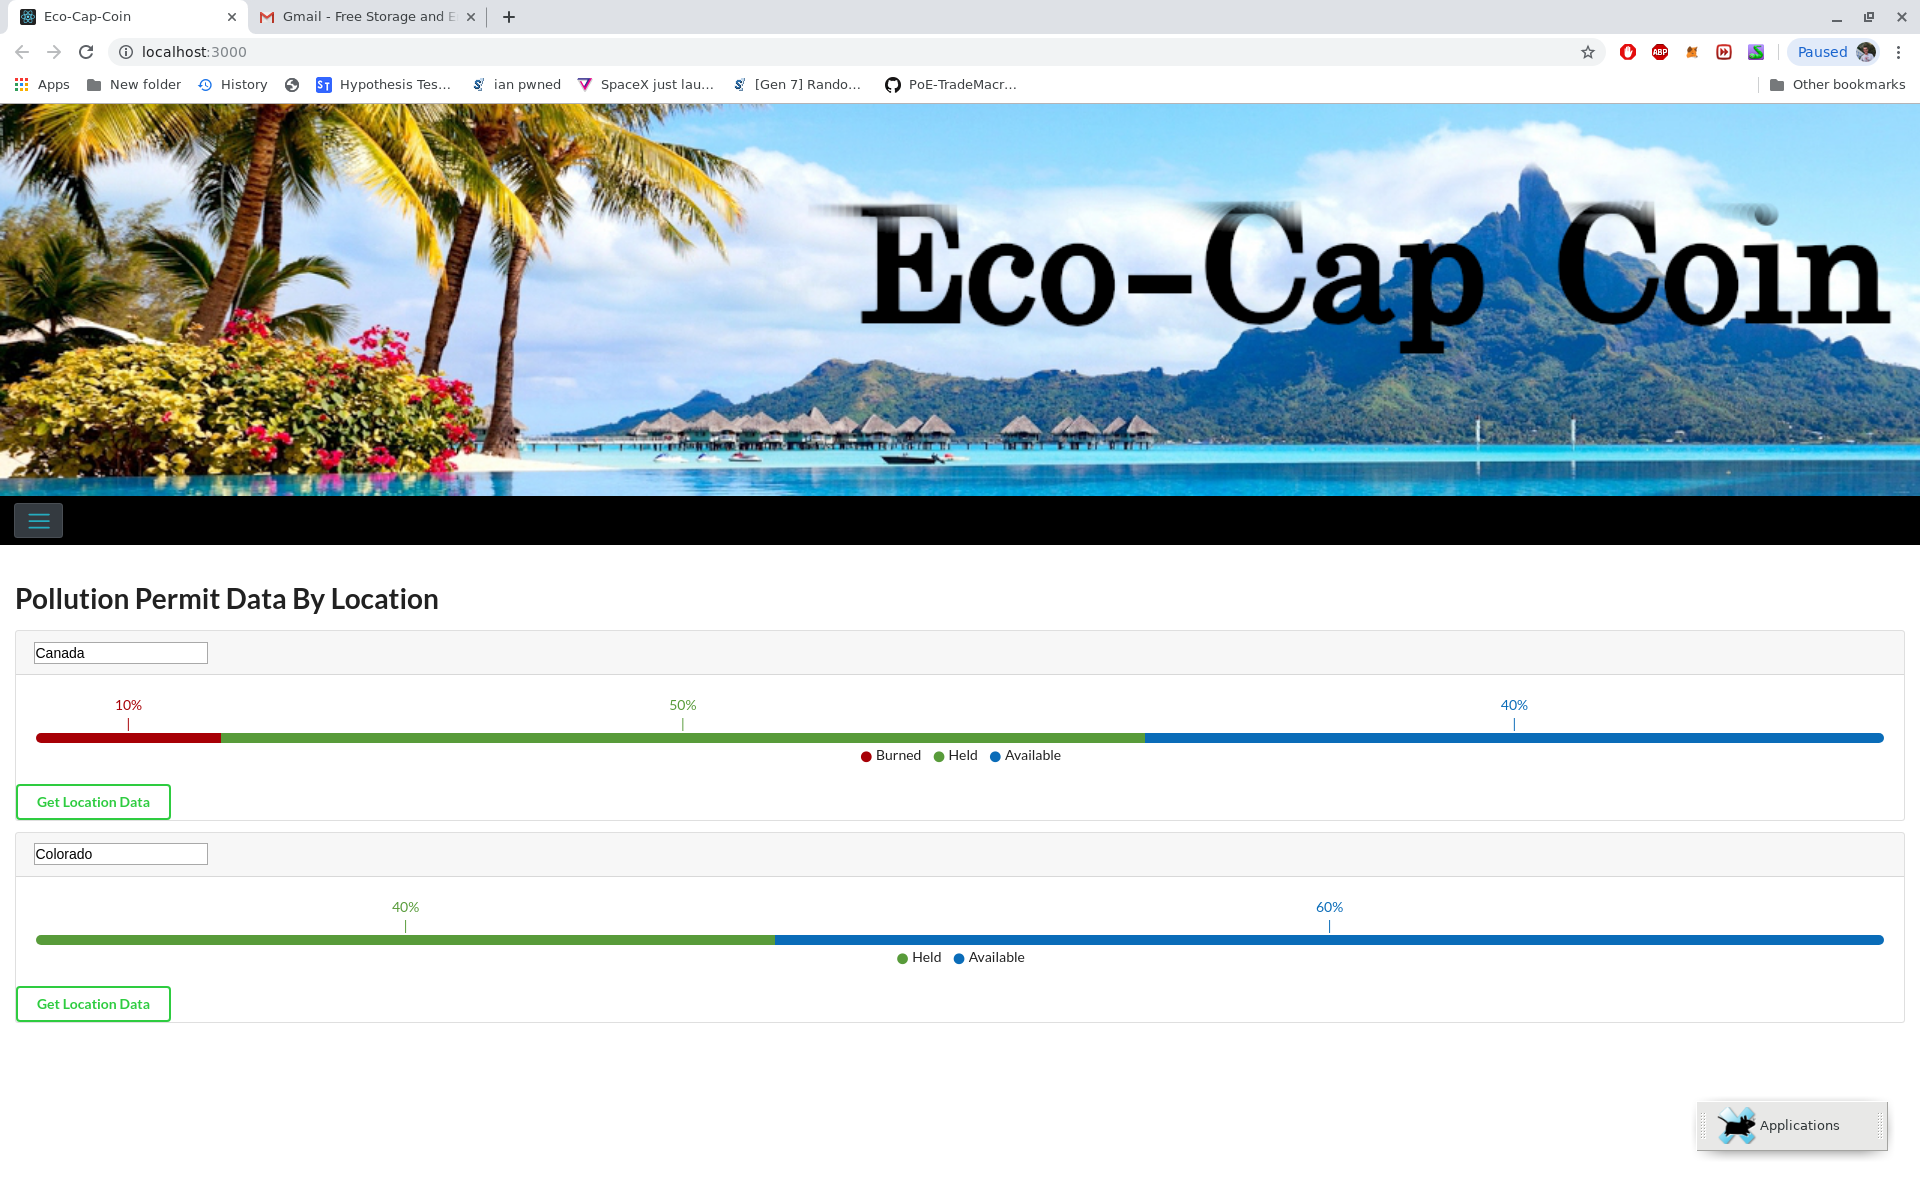 Eco-Cap-Coin
Gmail - Free Storage and E
localhost:3000
ABP
Paused
Apps
New folder
History
ST
Hypothesis Tes...
ian pwned
SpaceX just lau...
[Gen 7] Rando...
PoE-TradeMacr...
Other bookmarks
Eco-Cap Coin
Pollution Permit Data By Location
Canada
10% 50% 40%
Burned Held Available
Get Location Data
Colorado
40% 60%
Held Available
Get Location Data
Applications